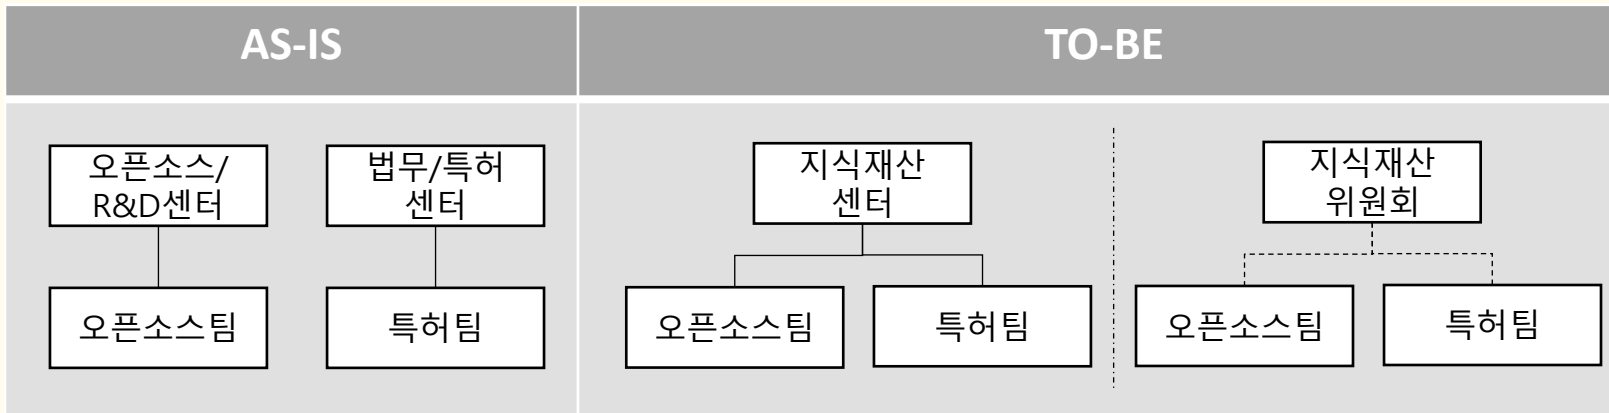 AS-IS
TO-BE
오픈소스/
R&D센터
법무/특허
센터
지식재산
센터
지식재산
위원회
오픈소스팀
특허팀
오픈소스팀
특허팀
오픈소스팀
특허팀